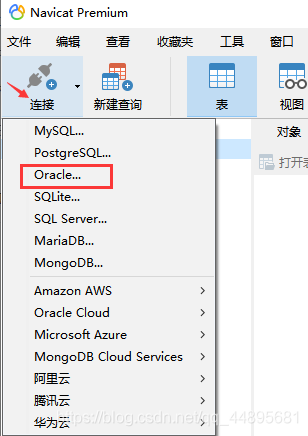 Navicat Premium
文件 编辑 查看 收藏夹 工具 窗口
连接 新建查询 表 视图
对象
MySQL...
PostgreSQL...
打开表
Oracle...
SQLite...
SQL Server...
MariaDB...
MongoDB...
Amazon AWS
Oracle Cloud
Microsoft Azure
MongoDB Cloud Services
阿里云
腾讯云
华为云
https://blog.csdn.net/qq_44895681